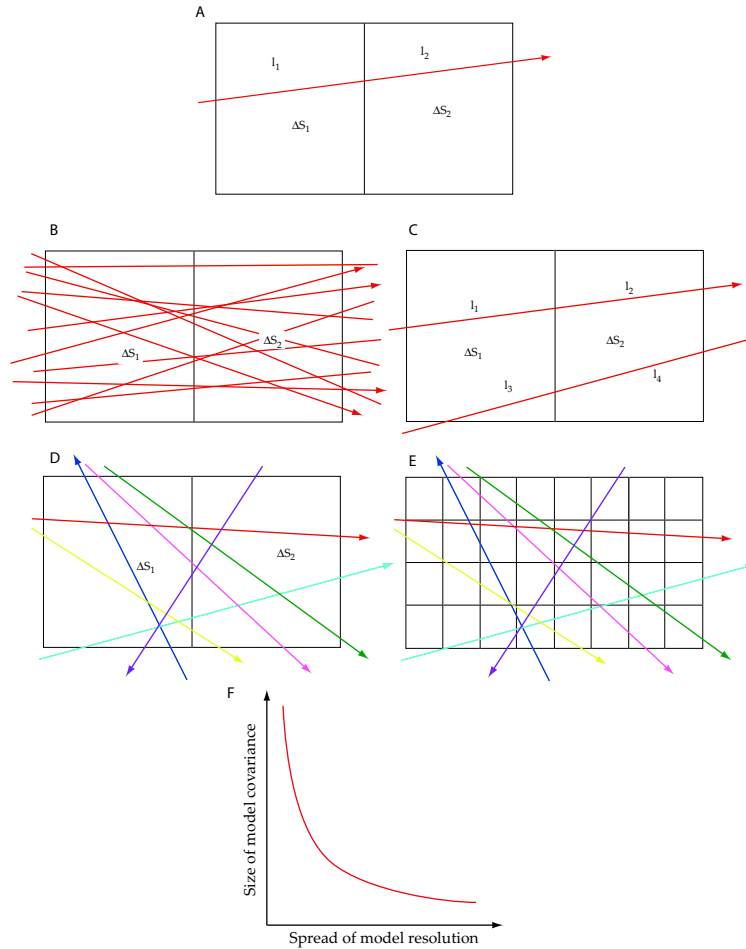 A
l₁
l₂
ΔS₁
ΔS₂
B
ΔS₁
ΔS₂
C
l₁
l₂
ΔS₁
ΔS₂
l₃
l₄
D
ΔS₁
ΔS₂
E
F
Size of model covariance
Spread of model resolution